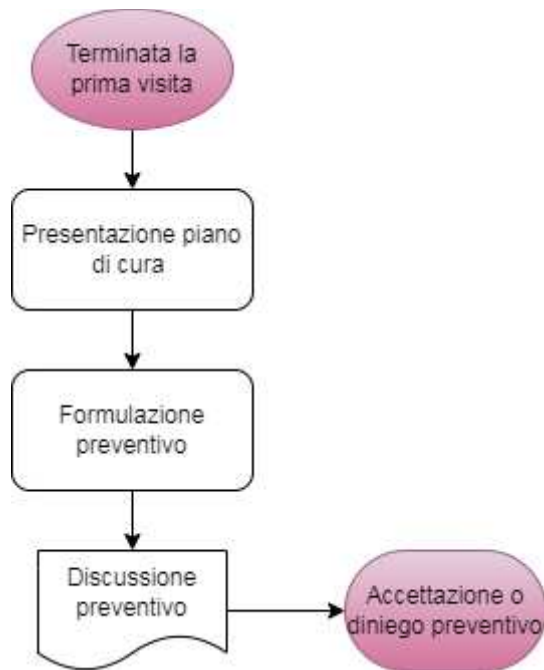 Terminata la
prima visita
Presentazione piano
di cura
Formulazione
preventivo
Discussione
preventivo
Accettazione o
diniego preventivo